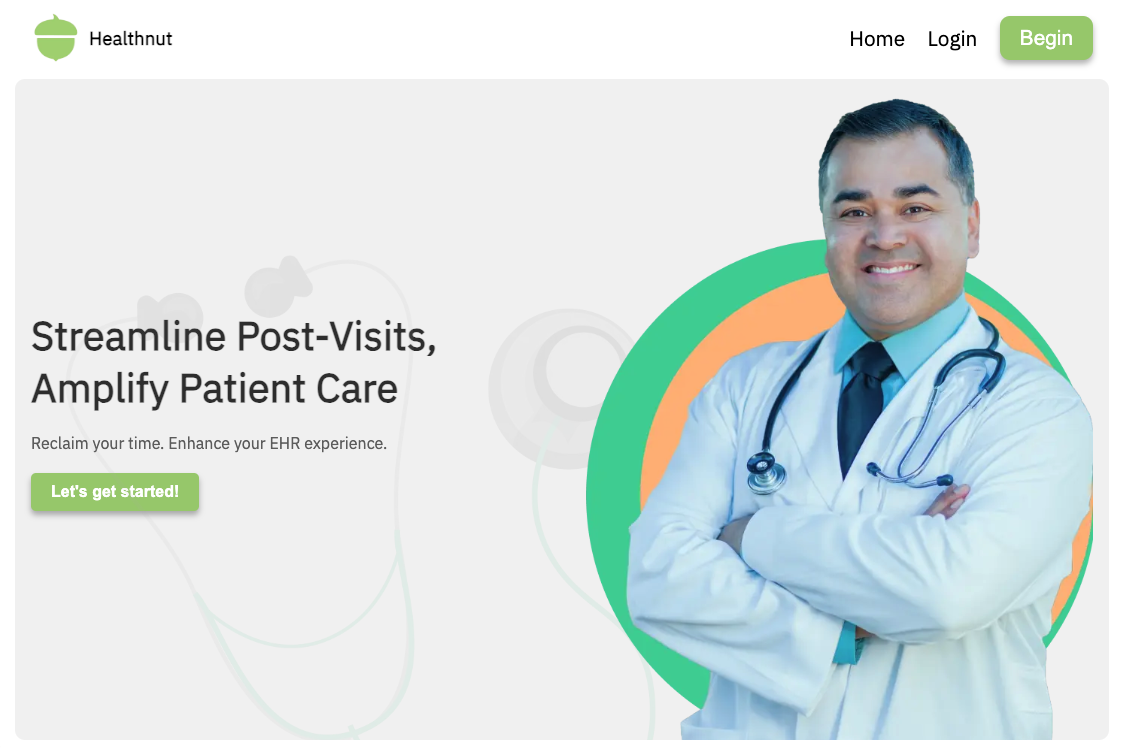 Healthnut
Home
Login
Begin
Streamline Post-Visits,
Amplify Patient Care
Reclaim your time. Enhance your EHR experience.
Let's get started!